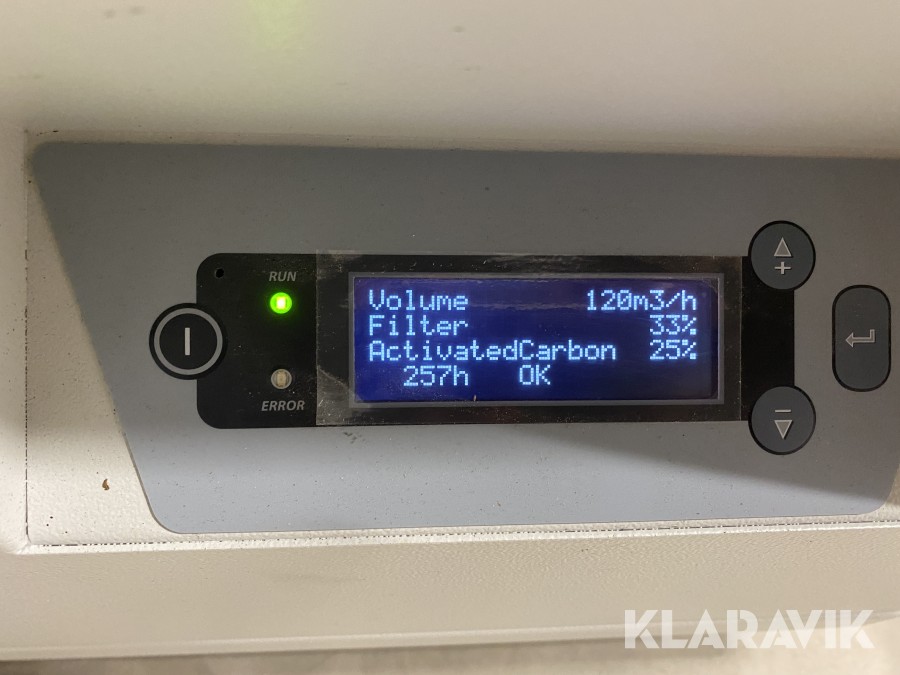 RUN
Volume 120m3/h
Filter 33%
ActivatedCarbon 25%
257h OK
ERROR
KLARAVIK